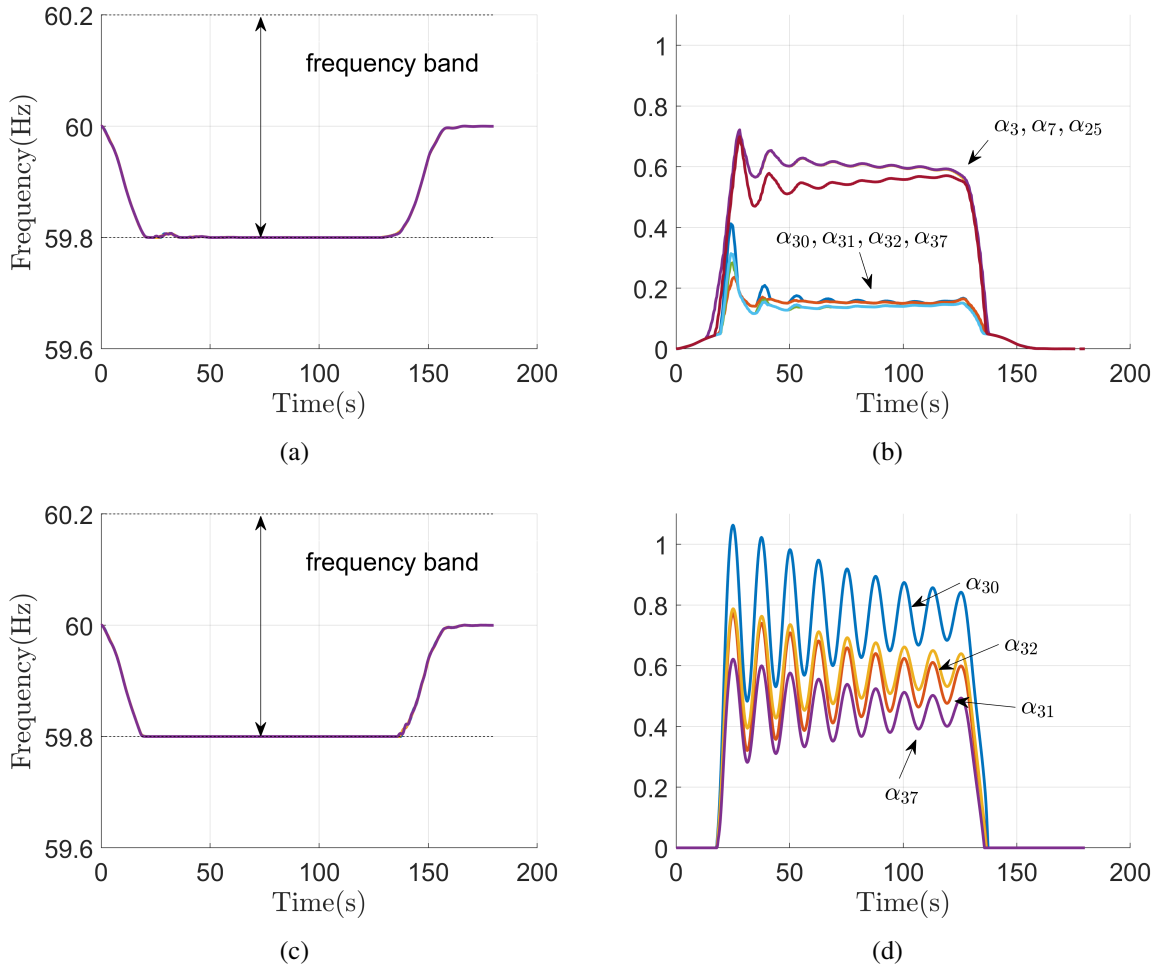 60.2
frequency band
60
59.8
59.6
Frequency(Hz)
0 50 100 150 200
Time(s)
(a)
1
0.8
0.6
0.4
0.2
0
α3, α7, α25
α30, α31, α32, α37
0 50 100 150 200
Time(s)
(b)
60.2
frequency band
60
59.8
59.6
Frequency(Hz)
0 50 100 150 200
Time(s)
(c)
1
0.8
0.6
0.4
0.2
0
α30
α32
α31
α37
0 50 100 150 200
Time(s)
(d)